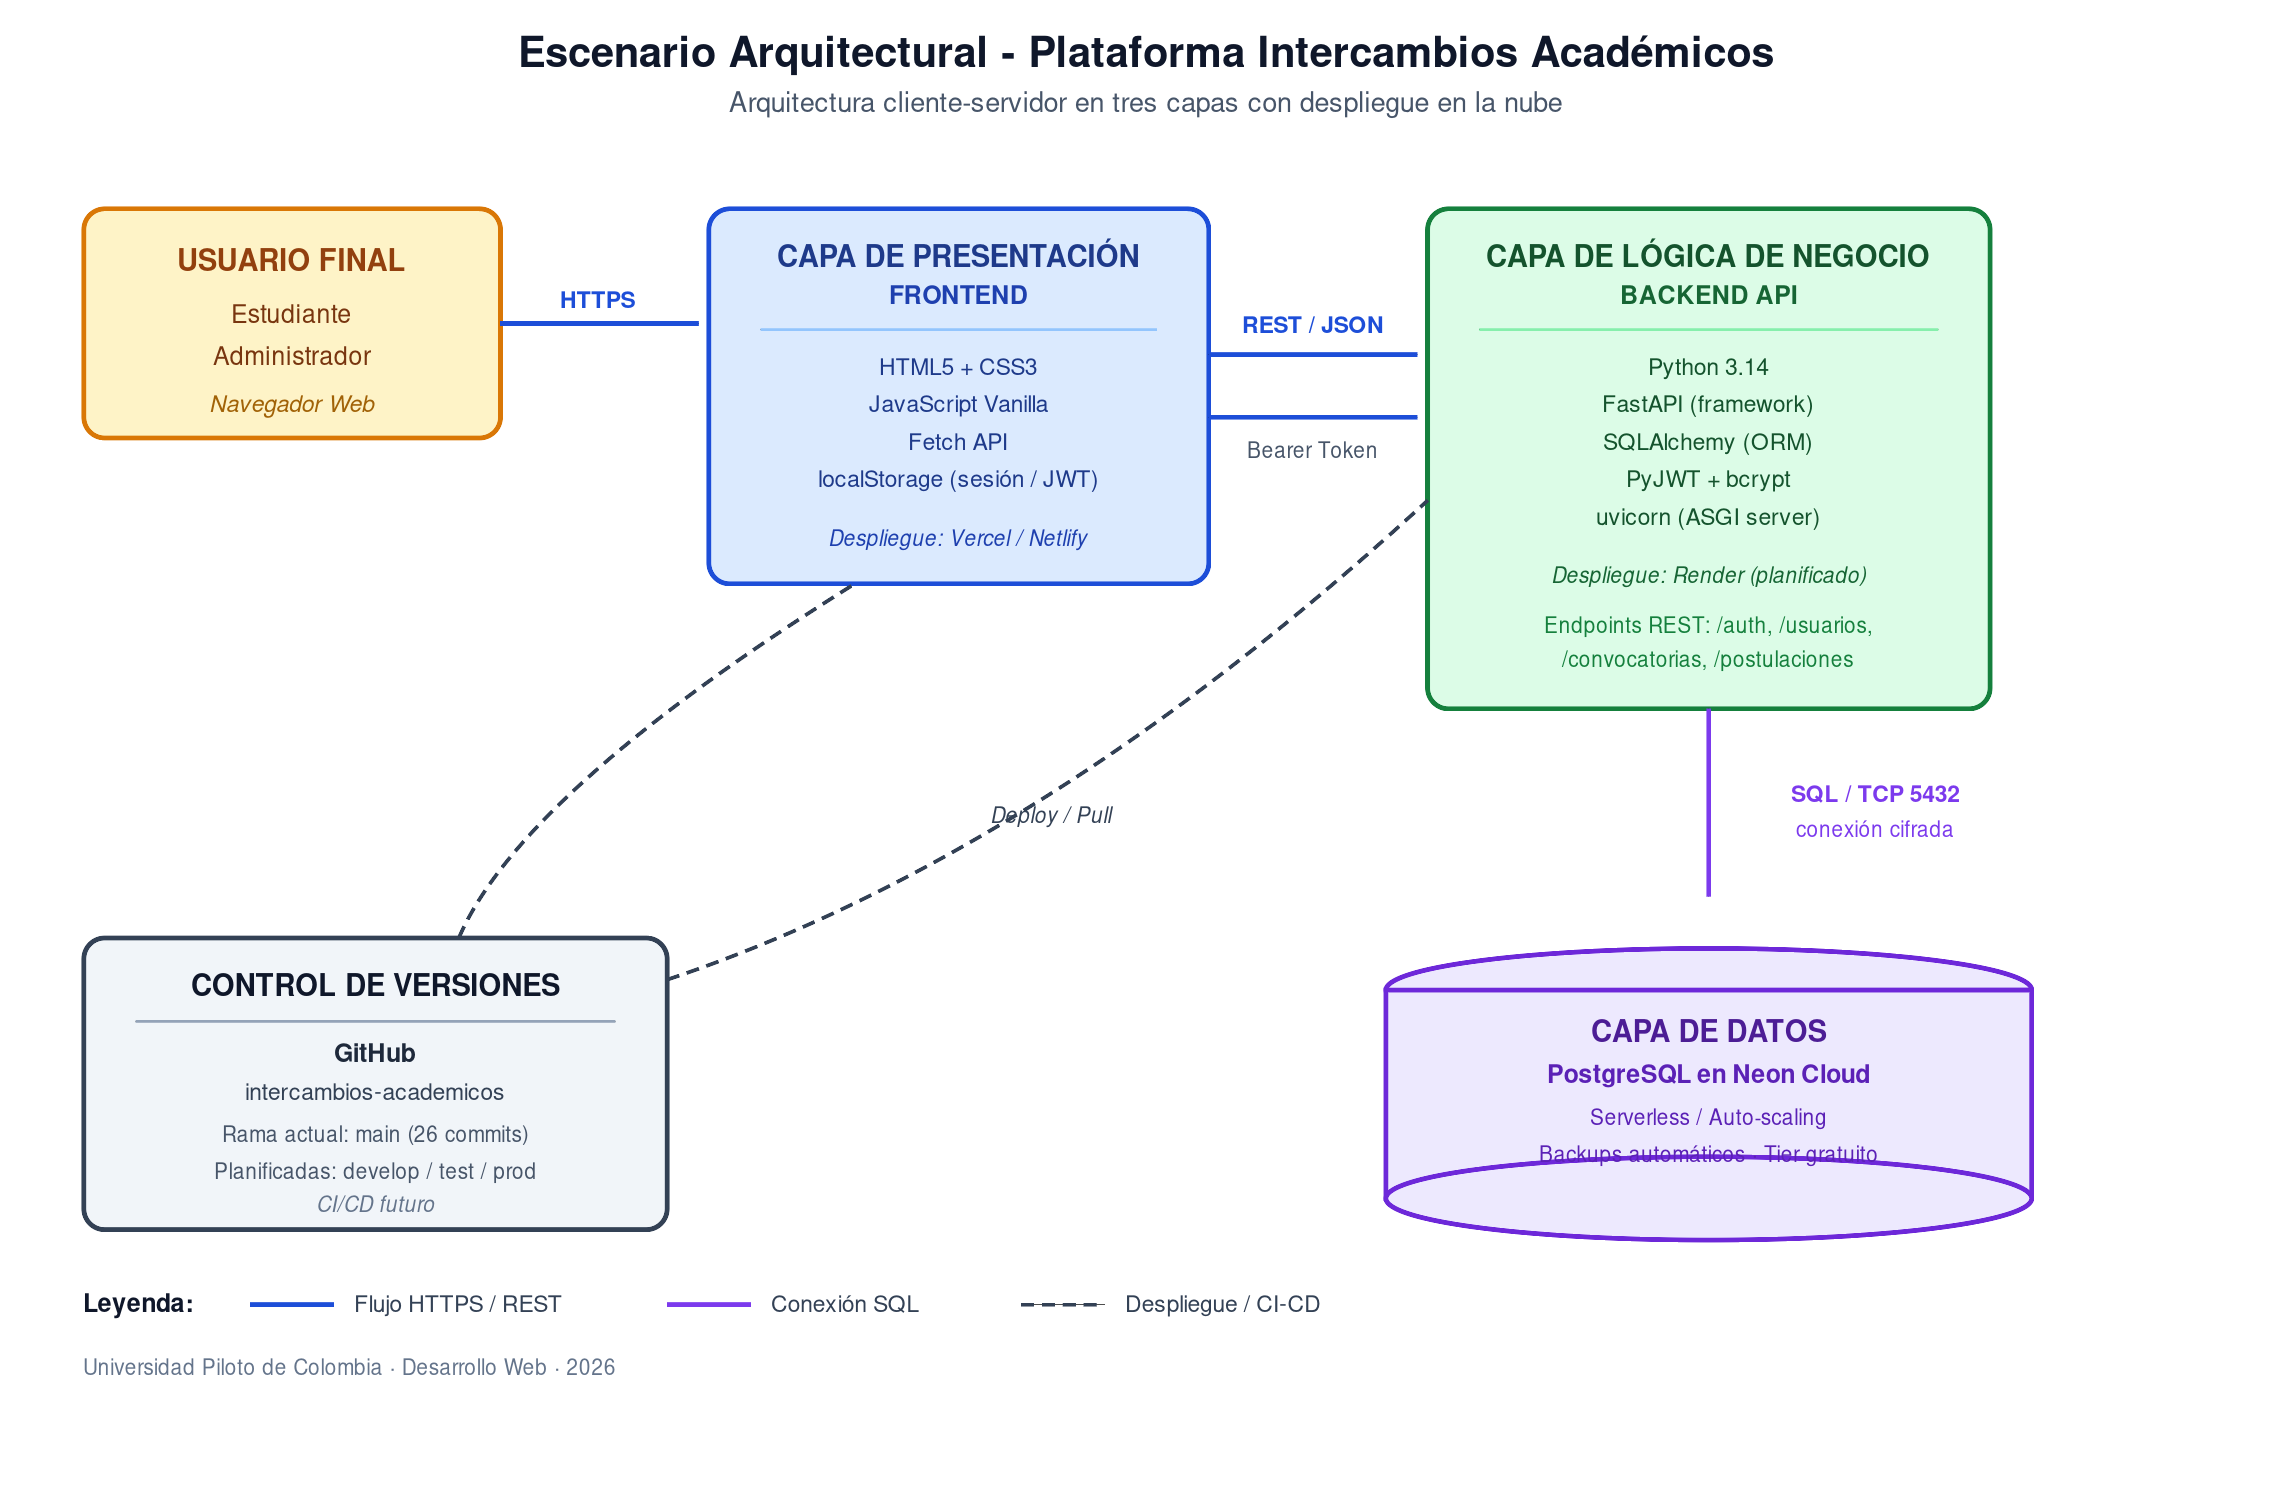 Escenario Arquitectural - Plataforma Intercambios Académicos
Arquitectura cliente-servidor en tres capas con despliegue en la nube
USUARIO FINAL
Estudiante
Administrador
Navegador Web
HTTPS
CAPA DE PRESENTACIÓN
FRONTEND
HTML5 + CSS3
JavaScript Vanilla
Fetch API
localStorage (sesión / JWT)
Despliegue: Vercel / Netlify
REST / JSON
Bearer Token
CAPA DE LÓGICA DE NEGOCIO
BACKEND API
Python 3.14
FastAPI (framework)
SQLAlchemy (ORM)
PyJWT + bcrypt
uvicorn (ASGI server)
Despliegue: Render (planificado)
Endpoints REST: /auth, /usuarios,
/convocatorias, /postulaciones
SQL / TCP 5432
conexión cifrada
Deploy / Pull
CONTROL DE VERSIONES
GitHub
intercambios-academicos
Rama actual: main (26 commits)
Planificadas: develop / test / prod
CI/CD futuro
CAPA DE DATOS
PostgreSQL en Neon Cloud
Serverless / Auto-scaling
Backups automáticos · Tier gratuito
Leyenda:
Flujo HTTPS / REST
Conexión SQL
Despliegue / CI-CD
Universidad Piloto de Colombia · Desarrollo Web · 2026